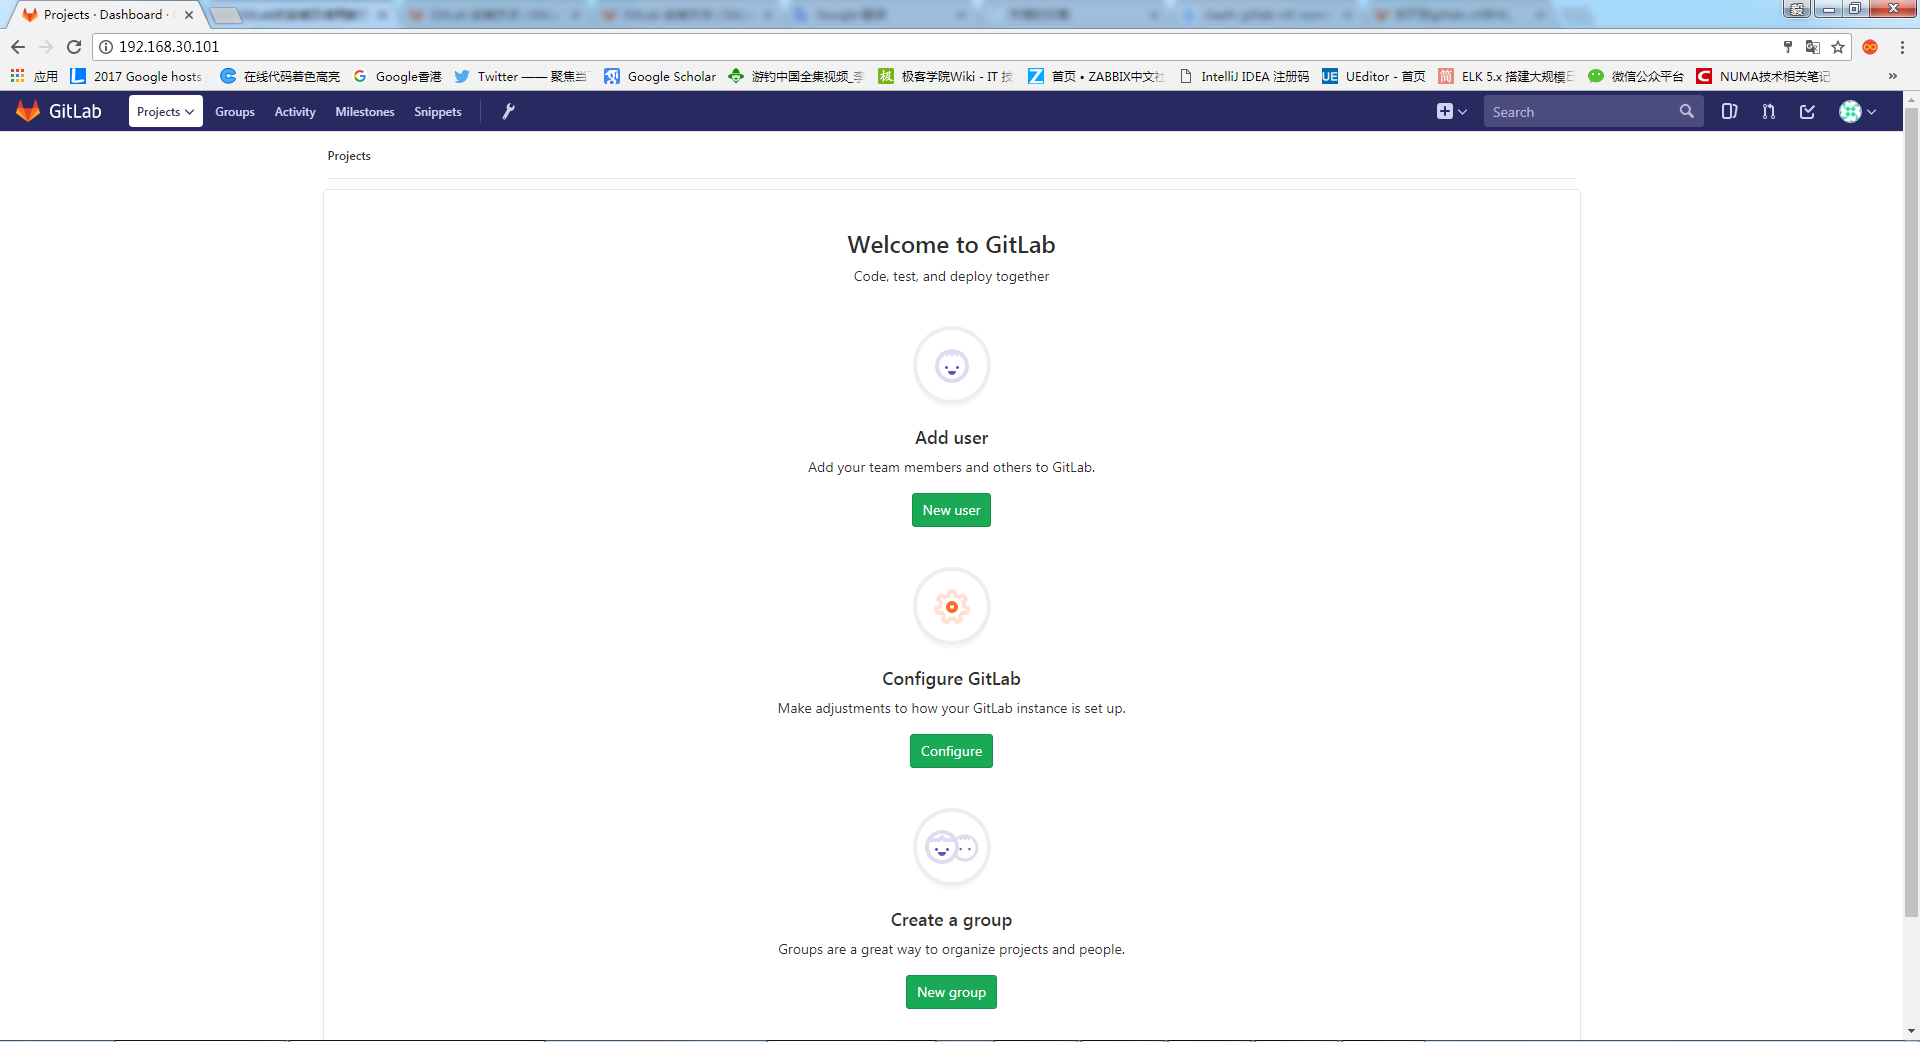 Projects · Dashboard ·
毅
192.168.30.101
应用 2017 Google hosts 在线代码着色高亮 Google香港 Twitter —— 聚焦当 Google Scholar 游钓中国全集视频_李 极客学院Wiki - IT 技 首页 • ZABBIX中文社 IntelliJ IDEA 注册码 UEditor - 首页 ELK 5.x 搭建大规模日 微信公众平台 NUMA技术相关笔记 »
GitLab Projects Groups Activity Milestones Snippets Search
Projects
Welcome to GitLab
Code, test, and deploy together
Add user
Add your team members and others to GitLab.
New user
Configure GitLab
Make adjustments to how your GitLab instance is set up.
Configure
Create a group
Groups are a great way to organize projects and people.
New group